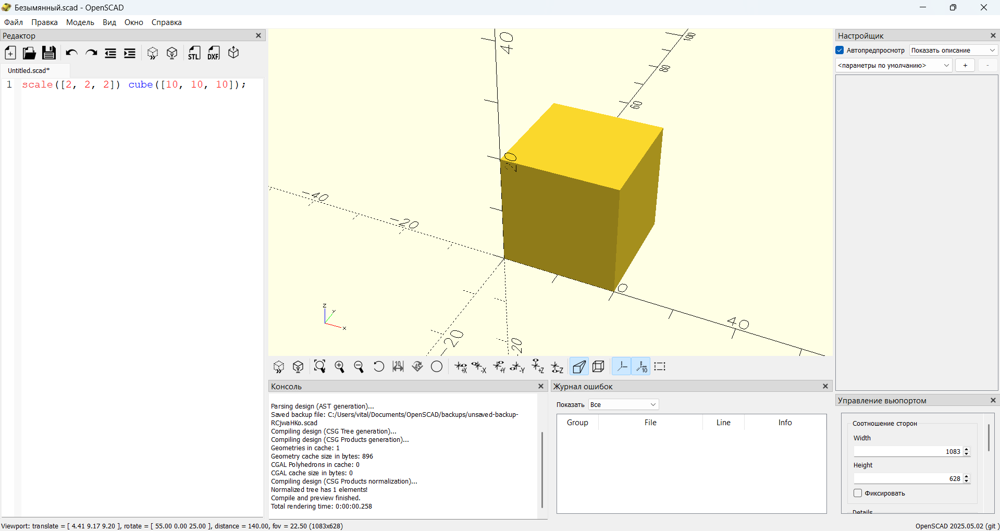 Безымянный.scad - OpenSCAD
Файл Правка Модель Вид Окно Справка
Редактор
STL DXF
Untitled.scad*
1 scale([2, 2, 2]) cube([10, 10, 10]);
40
100
80
60
20
-40
-20
0
40
-20
20
z
y
x
10 45 +X -X +Y -Y +Z -Z 10
Консоль
Parsing design (AST generation)...
Saved backup file: C:/Users/vital/Documents/OpenSCAD/backups/unsaved-backup-
RCjwaHKo.scad
Compiling design (CSG Tree generation)...
Compiling design (CSG Products generation)...
Geometries in cache: 1
Geometry cache size in bytes: 896
CGAL Polyhedrons in cache: 0
CGAL cache size in bytes: 0
Compiling design (CSG Products normalization)...
Normalized tree has 1 elements!
Compile and preview finished.
Total rendering time: 0:00:00.258
Журнал ошибок
Показать Все
Group File Line Info
Настройщик
Автопредпросмотр Показать описание
<параметры по умолчанию> + -
Управление вьюпортом
Соотношение сторон
Width
1083
Height
628
Фиксировать
Details
Viewport: translate = [ 4.41 9.17 9.20 ], rotate = [ 55.00 0.00 25.00 ], distance = 140.00, fov = 22.50 (1083x628)
OpenSCAD 2025.05.02 (git )